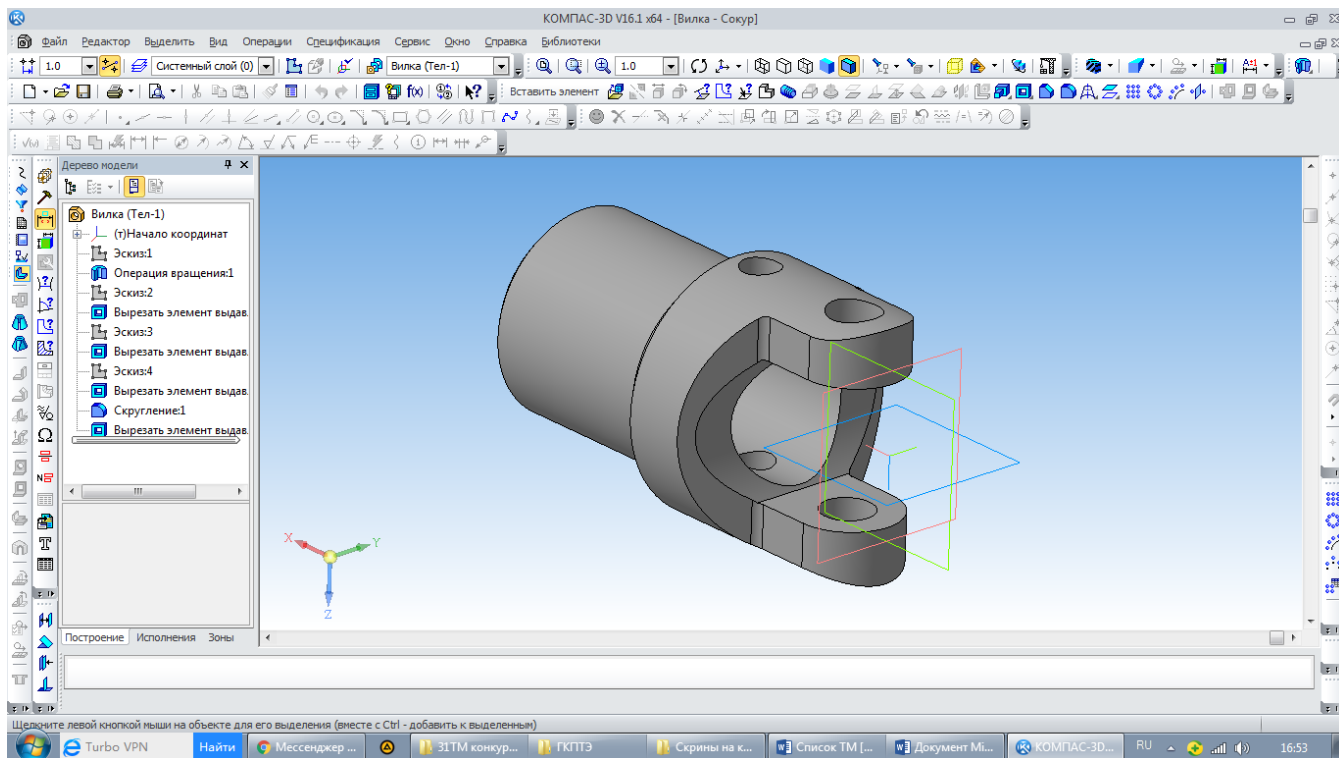 КОМПАС-3D V16.1 x64 - [Вилка - Сокур]
Файл Редактор Выделить Вид Операции Спецификация Сервис Окно Справка Библиотеки
1.0 Системный слой (0) Вилка (Тел-1) 1.0
Вставить элемент
Дерево модели
Вилка (Тел-1)
(т)Начало координат
Эскиз:1
Операция вращения:1
Эскиз:2
Вырезать элемент выдав
Эскиз:3
Вырезать элемент выдав
Эскиз:4
Вырезать элемент выдав
Скругление:1
Вырезать элемент выдав
X
Y
Z
Построение Исполнения Зоны
Щелкните левой кнопкой мыши на объекте для его выделения (вместе с Ctrl - добавить к выделенным)
Turbo VPN Найти Мессенджер ... 31ТМ конкур... ГКПТЭ Скрины на к... Список ТМ [... Документ Mi... КОМПАС-3D... RU 16:53